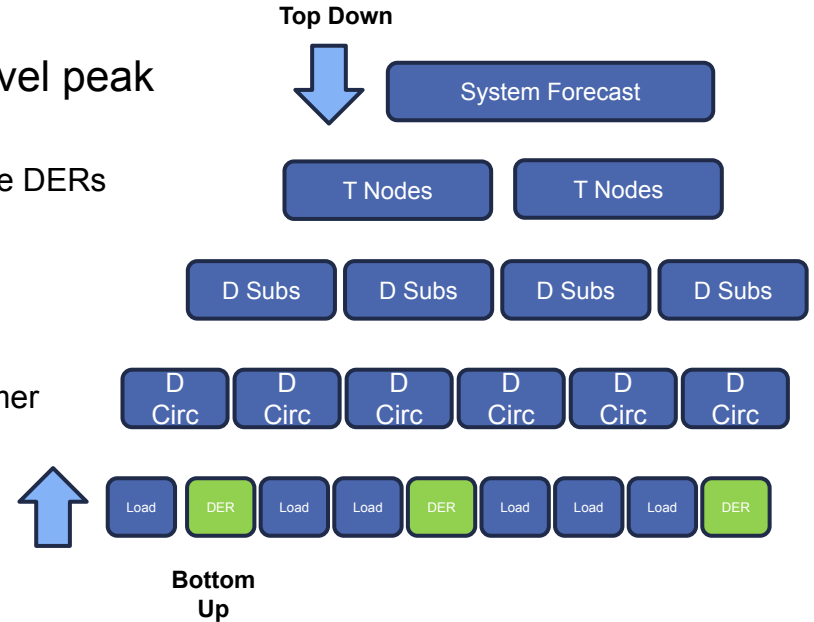 Top Down
vel peak
System Forecast
e DERs
T Nodes
T Nodes
D Subs
D Subs
D Subs
D Subs
ner
D
Circ
D
Circ
D
Circ
D
Circ
D
Circ
D
Circ
Load
DER
Load
Load
DER
Load
Load
Load
DER
Bottom
Up